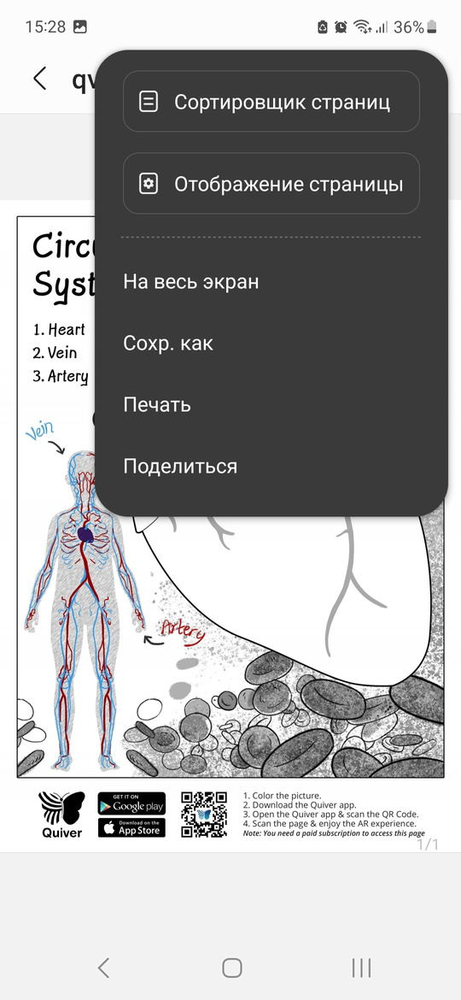 15:28
36%
qv
Сортировщик страниц
Отображение страницы
На весь экран
Сохр. как
Печать
Поделиться
Circu
Syst
1. Heart
2. Vein
3. Artery
Vein
Artery
Quiver
GET IT ON
Google play
Download on the
App Store
1. Color the picture.
2. Download the Quiver app.
3. Open the Quiver app & scan the QR Code.
4. Scan the page & enjoy the AR experience.
Note: You need a paid subscription to access this page
1/1